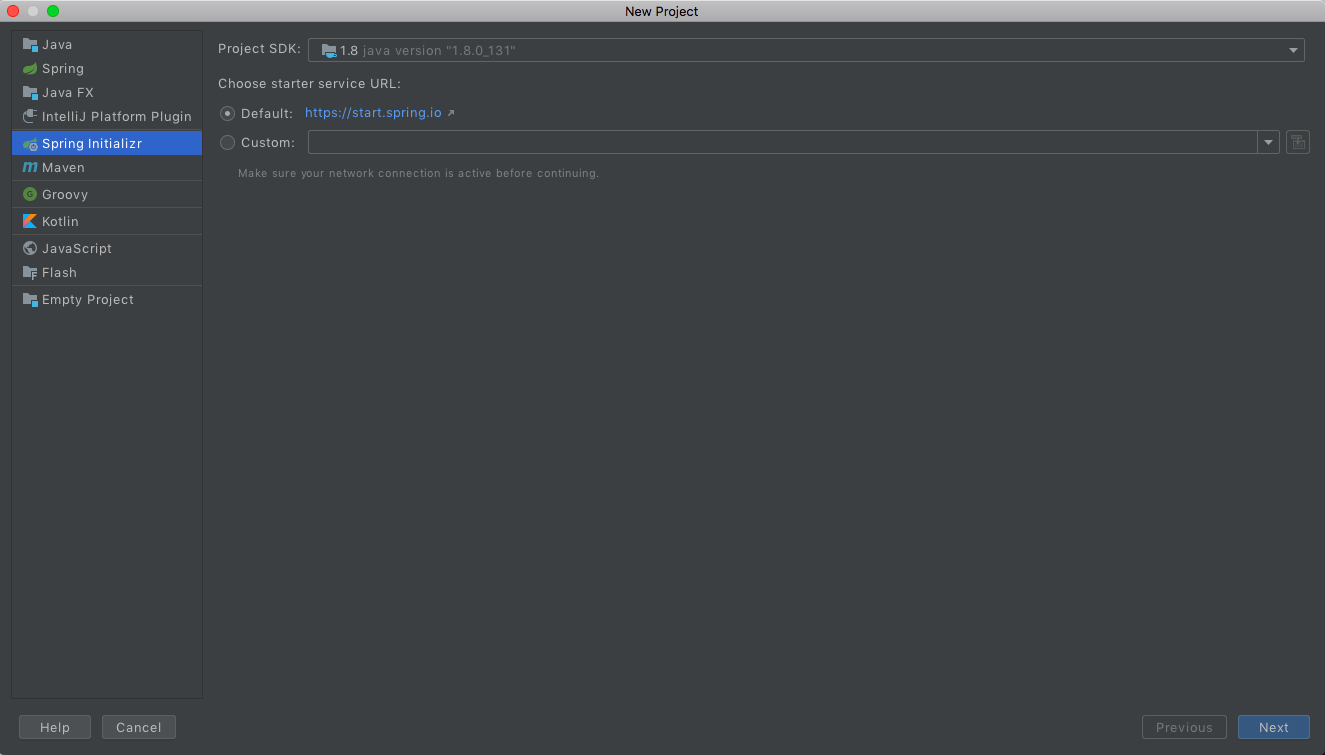 New Project
Java
Spring
Java FX
IntelliJ Platform Plugin
Spring Initializr
m Maven
G Groovy
Kotlin
JavaScript
F Flash
Empty Project
Project SDK: 1.8 java version "1.8.0_131"
Choose starter service URL:
Default: https://start.spring.io
Custom:
Make sure your network connection is active before continuing.
Help Cancel Previous Next